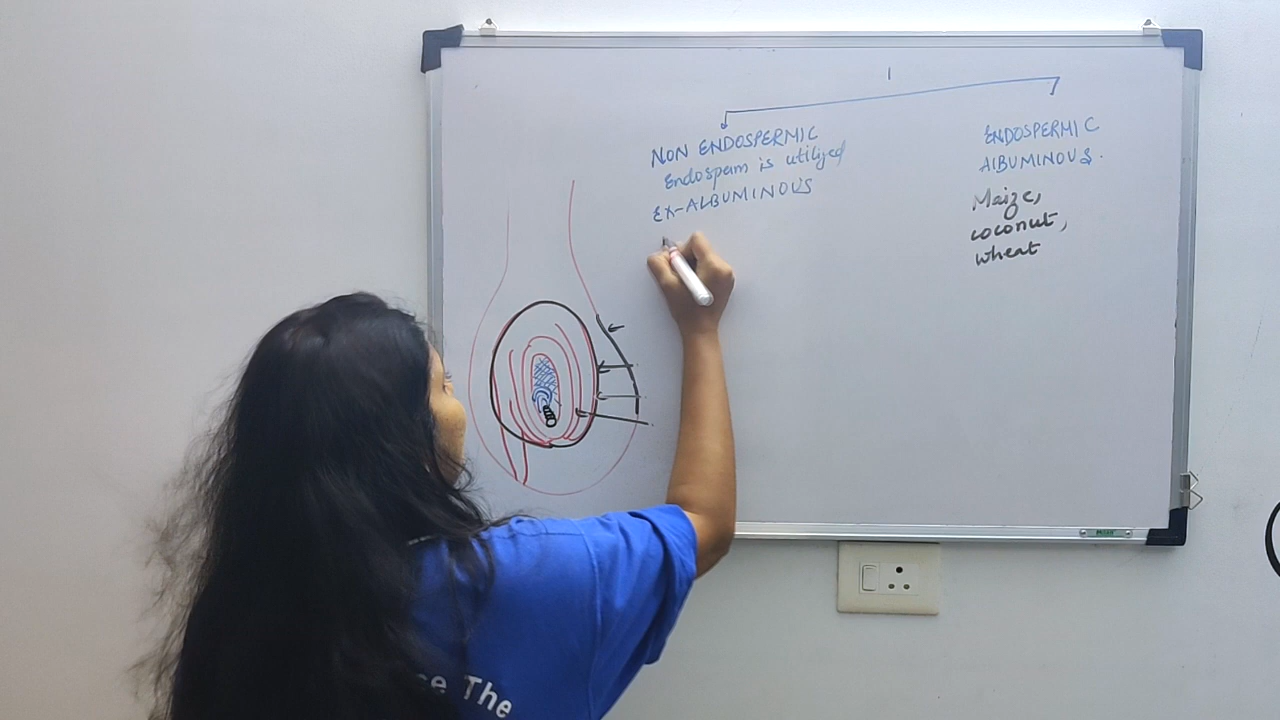 NON ENDOSPERMIC
Endosperm is utilized
EX-ALBUMINOUS
ENDOSPERMIC
AlBUMINOUS.
Maize,
coconut,
wheat
The